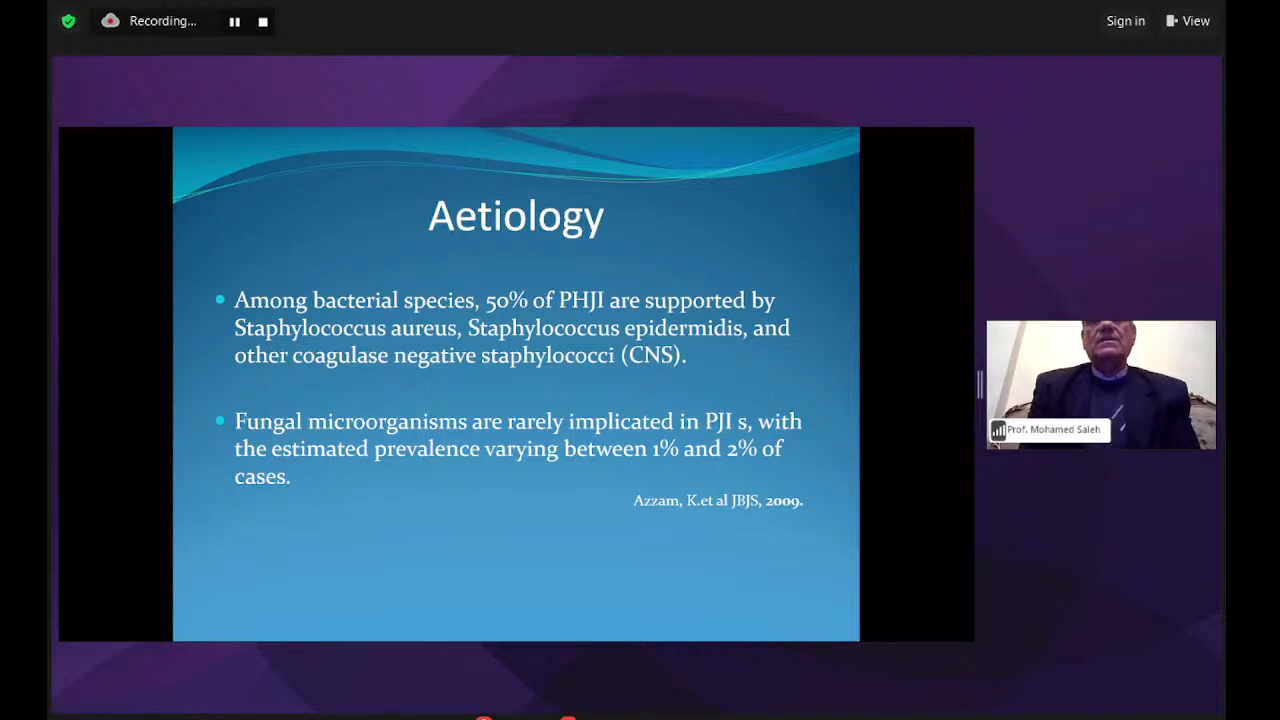 Recording...
Sign in
View
Aetiology
Among bacterial species, 50% of PHJI are supported by
Staphylococcus aureus, Staphylococcus epidermidis, and
other coagulase negative staphylococci (CNS).
Fungal microorganisms are rarely implicated in PJI s, with
the estimated prevalence varying between 1% and 2% of
cases.
Azzam, K.et al JBJS, 2009.
Prof. Mohamed Saleh